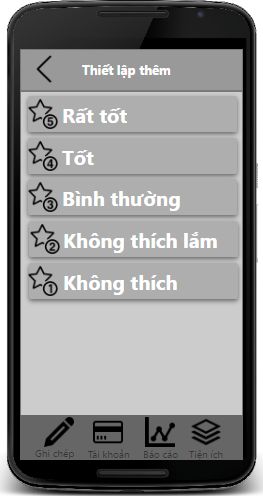 Thiết lập thêm
5 Rất tốt
4 Tốt
3 Bình thường
2 Không thích lắm
1 Không thích
Ghi chép Tài khoản Báo cáo Tiện ích